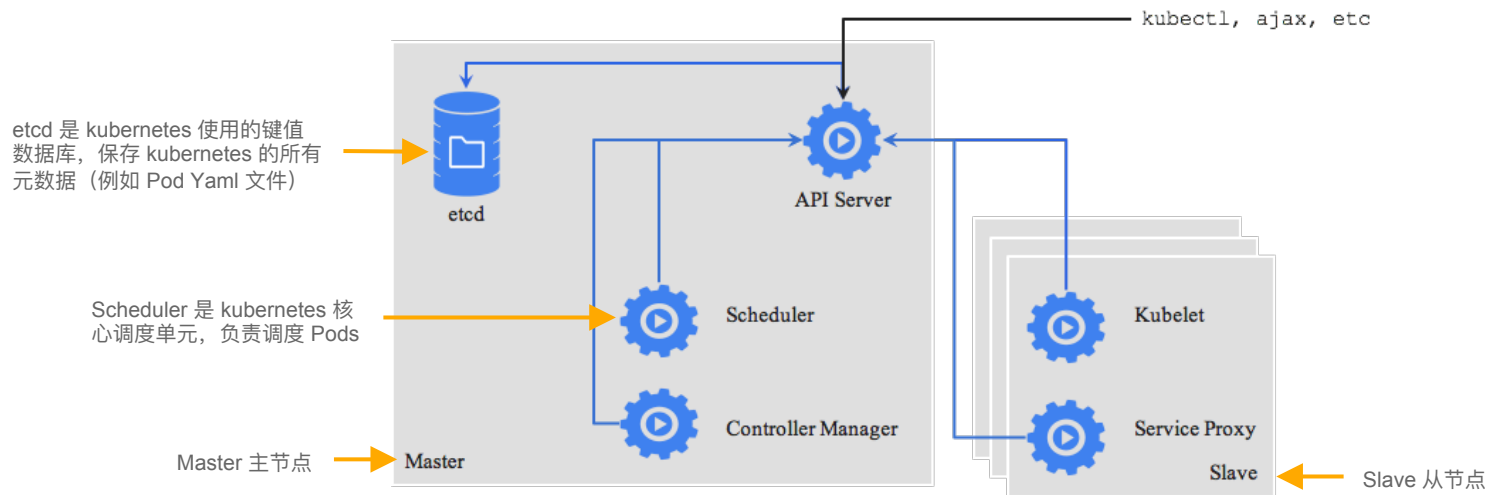 kubectl, ajax, etc
etcd 是 kubernetes 使用的键值
数据库，保存 kubernetes 的所有
元数据（例如 Pod Yaml 文件）
etcd
API Server
Scheduler 是 kubernetes 核
心调度单元，负责调度 Pods
Scheduler
Kubelet
Controller Manager
Service Proxy
Master 主节点
Master
Slave
Slave 从节点